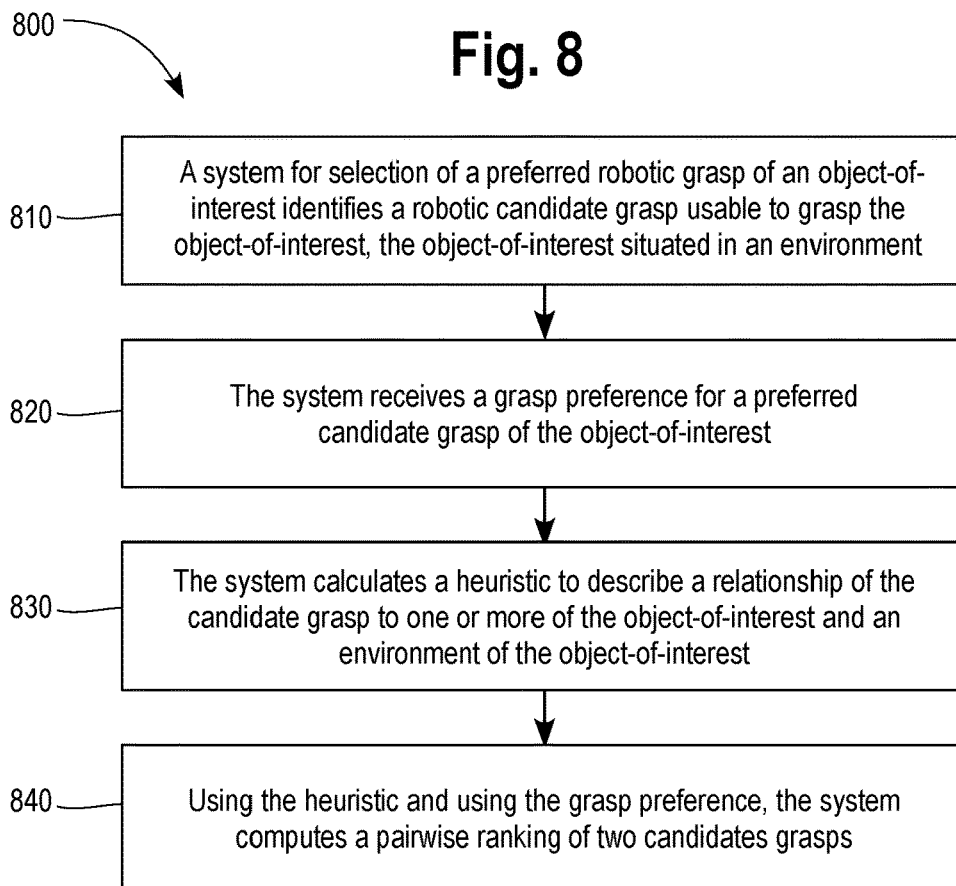 800
Fig. 8
810
A system for selection of a preferred robotic grasp of an object-of-
interest identifies a robotic candidate grasp usable to grasp the
object-of-interest, the object-of-interest situated in an environment
820
The system receives a grasp preference for a preferred
candidate grasp of the object-of-interest
830
The system calculates a heuristic to describe a relationship of the
candidate grasp to one or more of the object-of-interest and an
environment of the object-of-interest
840
Using the heuristic and using the grasp preference, the system
computes a pairwise ranking of two candidates grasps